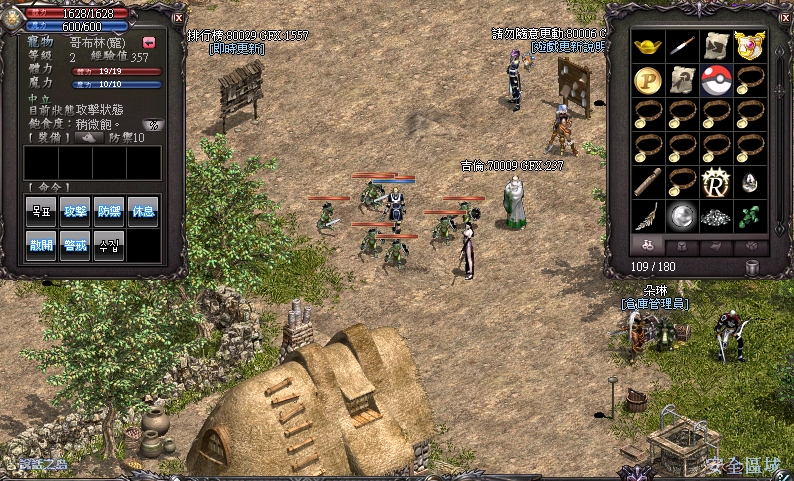 體力 1628/1628
魔力 600/600
寵物 哥布林(寵)
等級 2 經驗值 357
體力 體力 19/19
魔力 魔力 10/10
中立
目前狀態 攻擊狀態
飽食度：稍微飽。 %
[ 裝備 ] 防禦10
[ 命令 ]
목표 攻擊 防禦 休息
散開 警戒 수집
排行榜:80029 GFX:1557
[即時更新]
請勿隨意更動:80006 G
[遊戲更新說明
吉倫:70009 GFX:237
109 / 180
朵琳
[倉庫管理員]
說話之島
安全區域